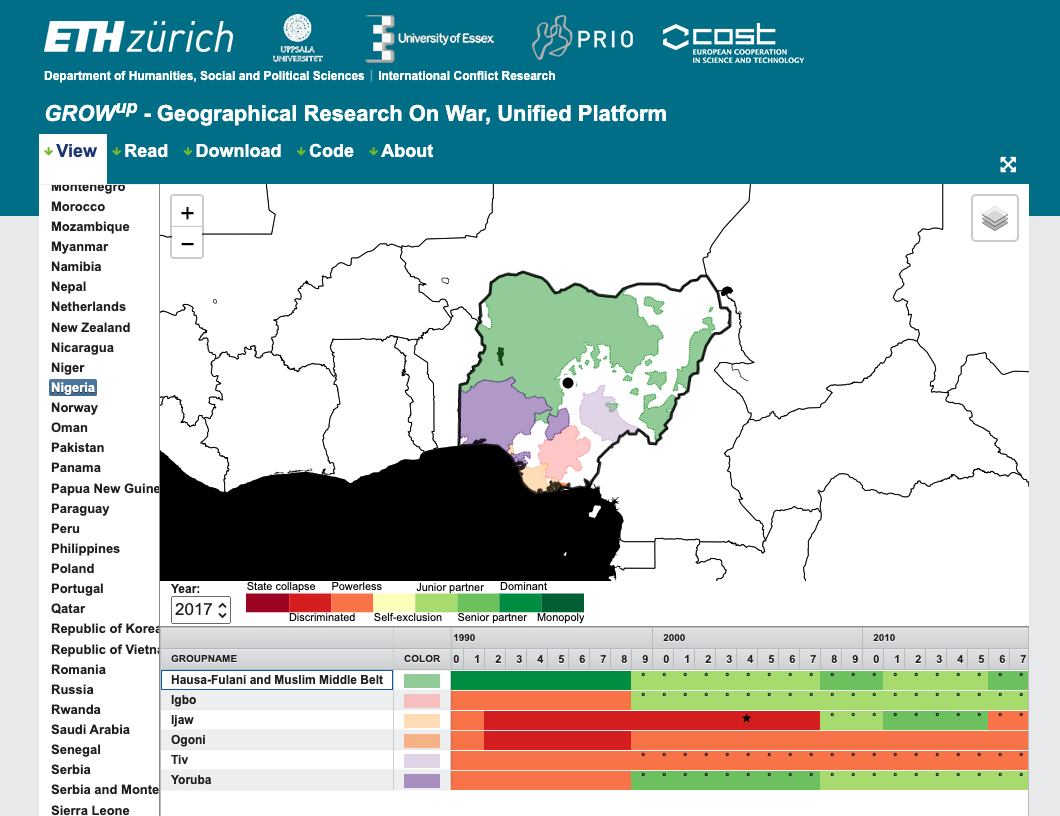 ETH zürich
UPPSALA
UNIVERSITET
University of Essex
PRIO
cost
EUROPEAN COOPERATION
IN SCIENCE AND TECHNOLOGY
Department of Humanities, Social and Political Sciences | International Conflict Research
GROWup - Geographical Research On War, Unified Platform
View Read Download Code About
Montenegro
Morocco
Mozambique
Myanmar
Namibia
Nepal
Netherlands
New Zealand
Nicaragua
Niger
Nigeria
Norway
Oman
Pakistan
Panama
Papua New Guine
Paraguay
Peru
Philippines
Poland
Portugal
Qatar
Republic of Korea
Republic of Vietna
Romania
Russia
Rwanda
Saudi Arabia
Senegal
Serbia
Serbia and Monte
Sierra Leone
+
−
Year:
2017
State collapse Powerless Junior partner Dominant
Discriminated Self-exclusion Senior partner Monopoly
1990 2000 2010
GROUPNAME COLOR 0 1 2 3 4 5 6 7 8 9 0 1 2 3 4 5 6 7 8 9 0 1 2 3 4 5 6 7
Hausa-Fulani and Muslim Middle Belt
Igbo
Ijaw
Ogoni
Tiv
Yoruba